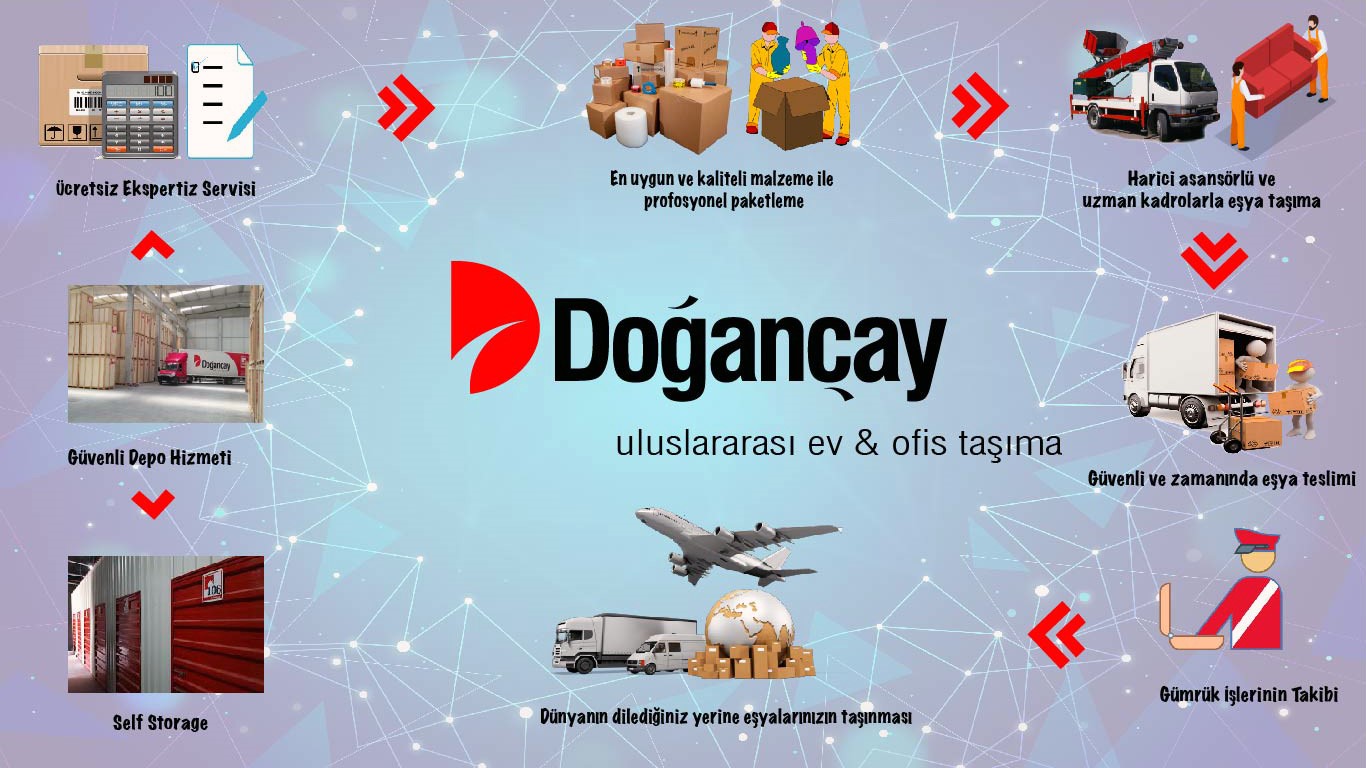 Ücretsiz Ekspertiz Servisi
En uygun ve kaliteli malzeme ile
profosyonel paketleme
Harici asansörlü ve
uzman kadrolarla eşya taşıma
Güvenli Depo Hizmeti
Doğançay
Doğançay
uluslararası ev & ofis taşıma
Güvenli ve zamanında eşya teslimi
106
Self Storage
Dünyanın dilediğiniz yerine eşyalarınızın taşınması
Gümrük işlerinin Takibi